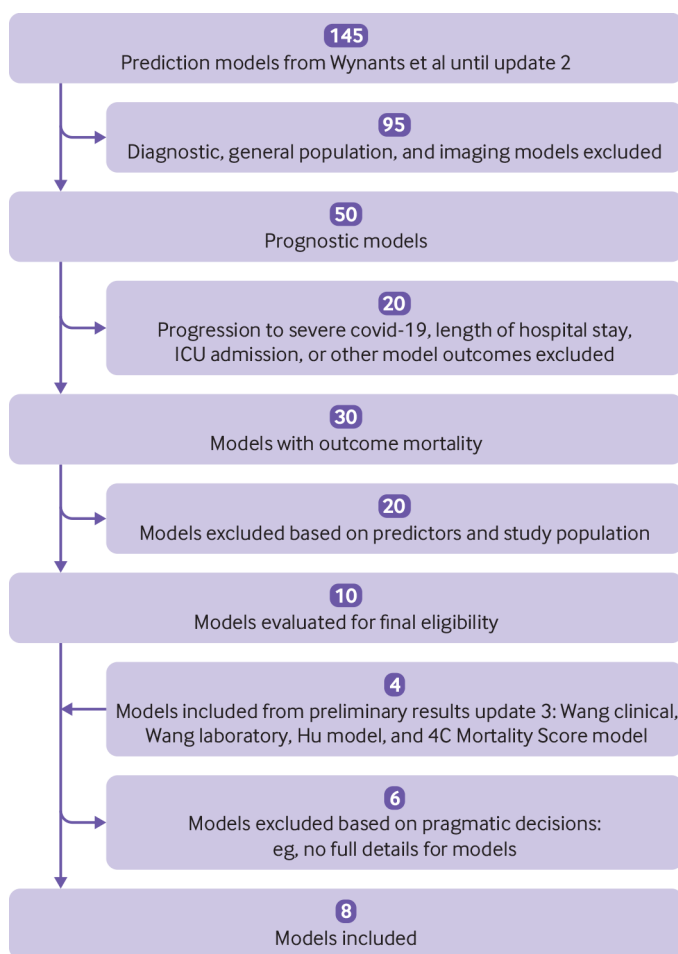 145
Prediction models from Wynants et al until update 2
95
Diagnostic, general population, and imaging models excluded
50
Prognostic models
20
Progression to severe covid-19, length of hospital stay,
ICU admission, or other model outcomes excluded
30
Models with outcome mortality
20
Models excluded based on predictors and study population
10
Models evaluated for final eligibility
4
Models included from preliminary results update 3: Wang clinical,
Wang laboratory, Hu model, and 4C Mortality Score model
6
Models excluded based on pragmatic decisions:
eg, no full details for models
8
Models included